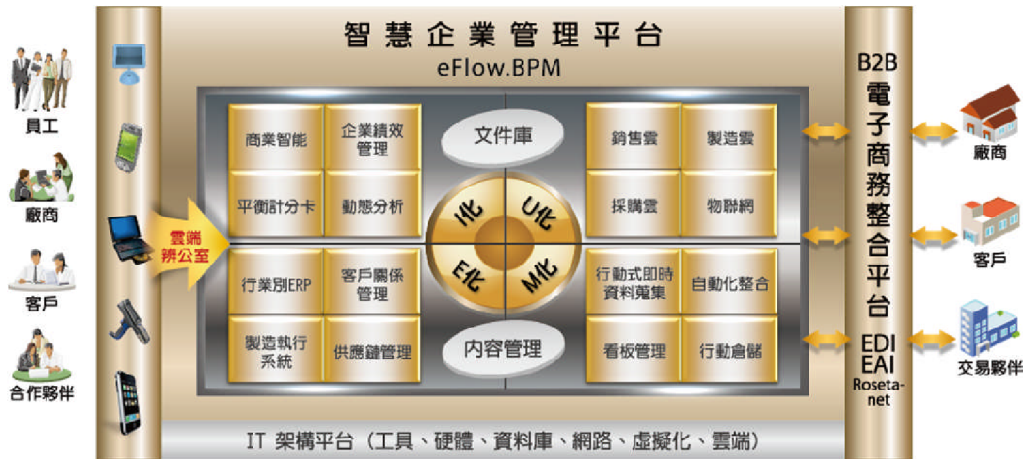 智慧企業管理平台
eFlow.BPM
員工
廠商
客戶
合作夥伴
雲端
辦公室
商業智能
企業績效
管理
平衡計分卡
動態分析
文件庫
銷售雲
製造雲
採購雲
物聯網
I化
U化
E化
M化
行業別ERP
客戶關係
管理
製造執行
系統
供應鏈管理
內容管理
行動式即時
資料蒐集
自動化整合
看板管理
行動倉儲
B2B
電子商務整合平台
EDI
EAI
Roseta-
net
廠商
客戶
交易夥伴
IT 架構平台（工具、硬體、資料庫、網路、虛擬化、雲端）